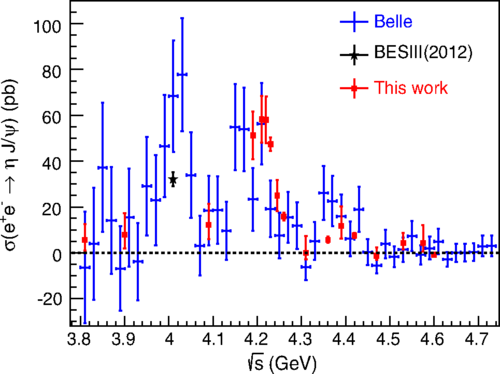 σ(e⁺e⁻ → η J/ψ) (pb)
100
80
60
40
20
0
-20
Belle
BESIII(2012)
This work
3.8 3.9 4.0 4.1 4.2 4.3 4.4 4.5 4.6 4.7
√s (GeV)